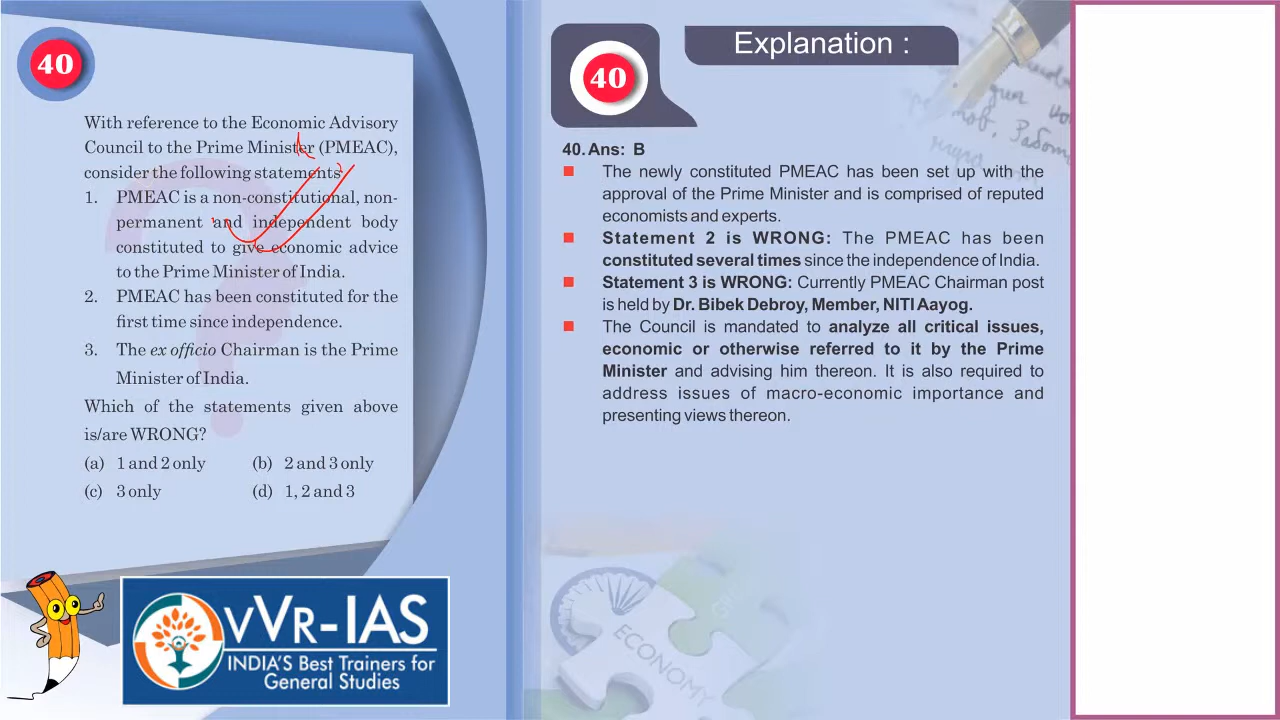 40
With reference to the Economic Advisory
Council to the Prime Minister (PMEAC),
consider the following statements
1. PMEAC is a non-constitutional, non-
permanent and independent body
constituted to give economic advice
to the Prime Minister of India.
2. PMEAC has been constituted for the
first time since independence.
3. The ex officio Chairman is the Prime
Minister of India.
Which of the statements given above
is/are WRONG?
(a) 1 and 2 only (b) 2 and 3 only
(c) 3 only (d) 1, 2 and 3
vVr-IAS
INDIA'S Best Trainers for
General Studies
40
Explanation :
40. Ans: B
The newly constituted PMEAC has been set up with the
approval of the Prime Minister and is comprised of reputed
economists and experts.
Statement 2 is WRONG: The PMEAC has been
constituted several times since the independence of India.
Statement 3 is WRONG: Currently PMEAC Chairman post
is held by Dr. Bibek Debroy, Member, NITI Aayog.
The Council is mandated to analyze all critical issues,
economic or otherwise referred to it by the Prime
Minister and advising him thereon. It is also required to
address issues of macro-economic importance and
presenting views thereon.
ECONOMY